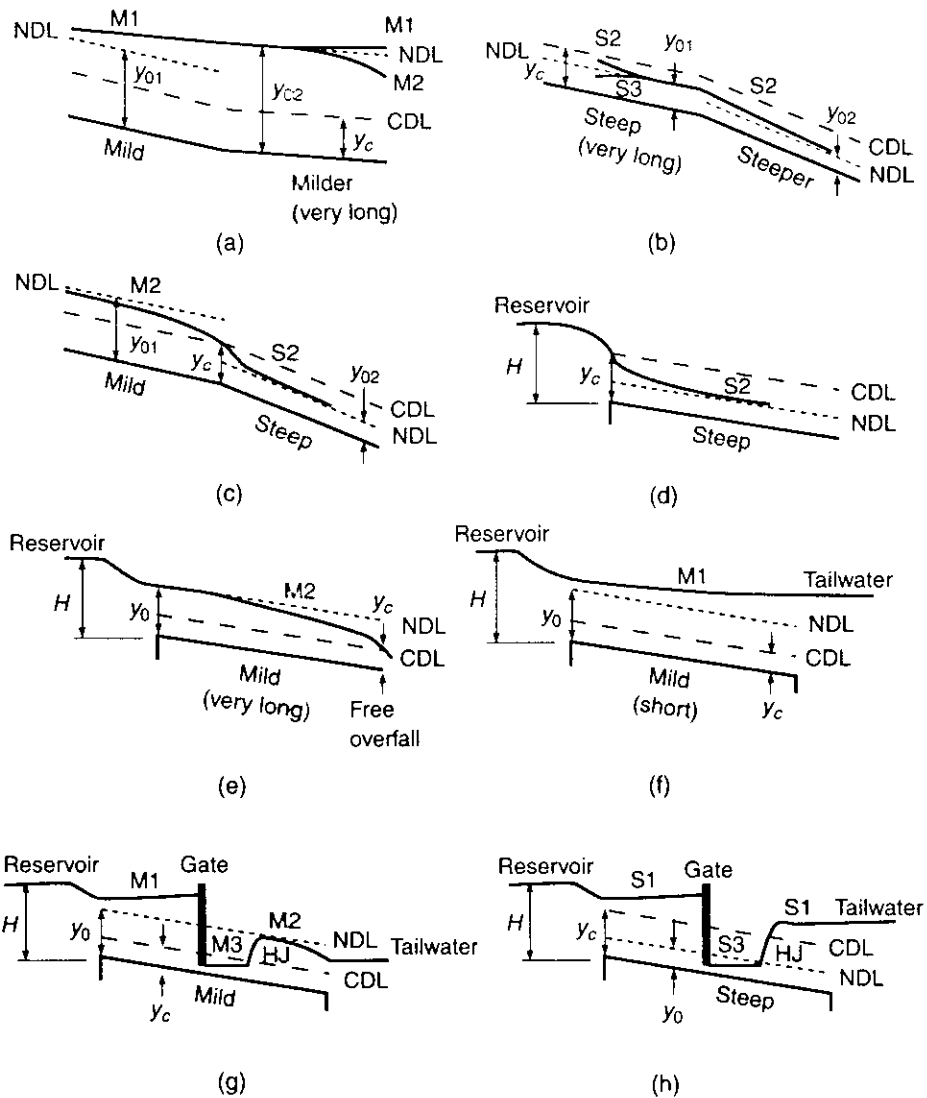 M1
M1
NDL
NDL
y01
y02
M2
CDL
yc
Mild
Milder
(very long)
(a)
S2
y01
NDL
yc
S3
S2
y02
Steep
(very long)
Steeper
CDL
NDL
(b)
NDL
M2
y01
yc
S2
y02
Mild
Steep
CDL
NDL
(c)
Reservoir
H
yc
S2
CDL
NDL
Steep
(d)
Reservoir
H
y0
M2
yc
NDL
CDL
Mild
(very long)
Free
overfall
(e)
Reservoir
H
y0
M1
Tailwater
NDL
CDL
Mild
(short)
yc
(f)
Reservoir
Gate
M1
H
y0
M3
HJ
M2
NDL
Tailwater
CDL
Mild
yc
(g)
Reservoir
Gate
S1
S1
Tailwater
H
yc
S3
HJ
CDL
NDL
Steep
y0
(h)